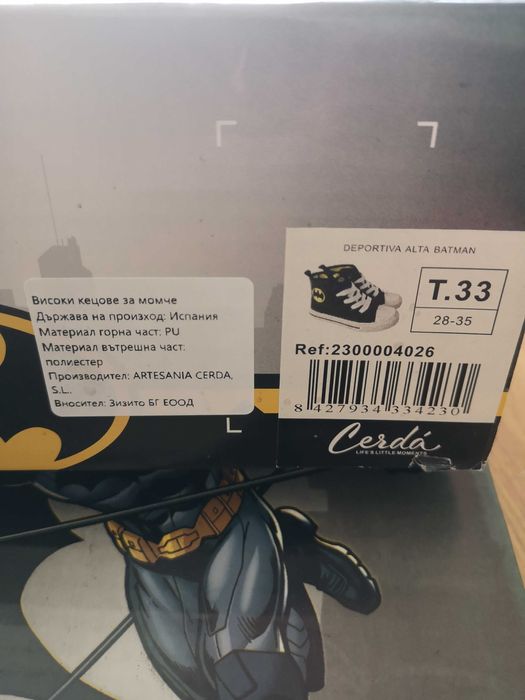 Високи кецове за момче
Държава на произход: Испания
Материал горна част: PU
Материал вътрешна част:
полиестер
Производител: ARTESANIA CERDA,
S.L.
Вносител: Зизито БГ ЕООД
DEPORTIVA ALTA BATMAN
T.33
28-35
Ref:2300004026
8 427934 334230
Cerdá
LIFE'S LITTLE MOMENTS